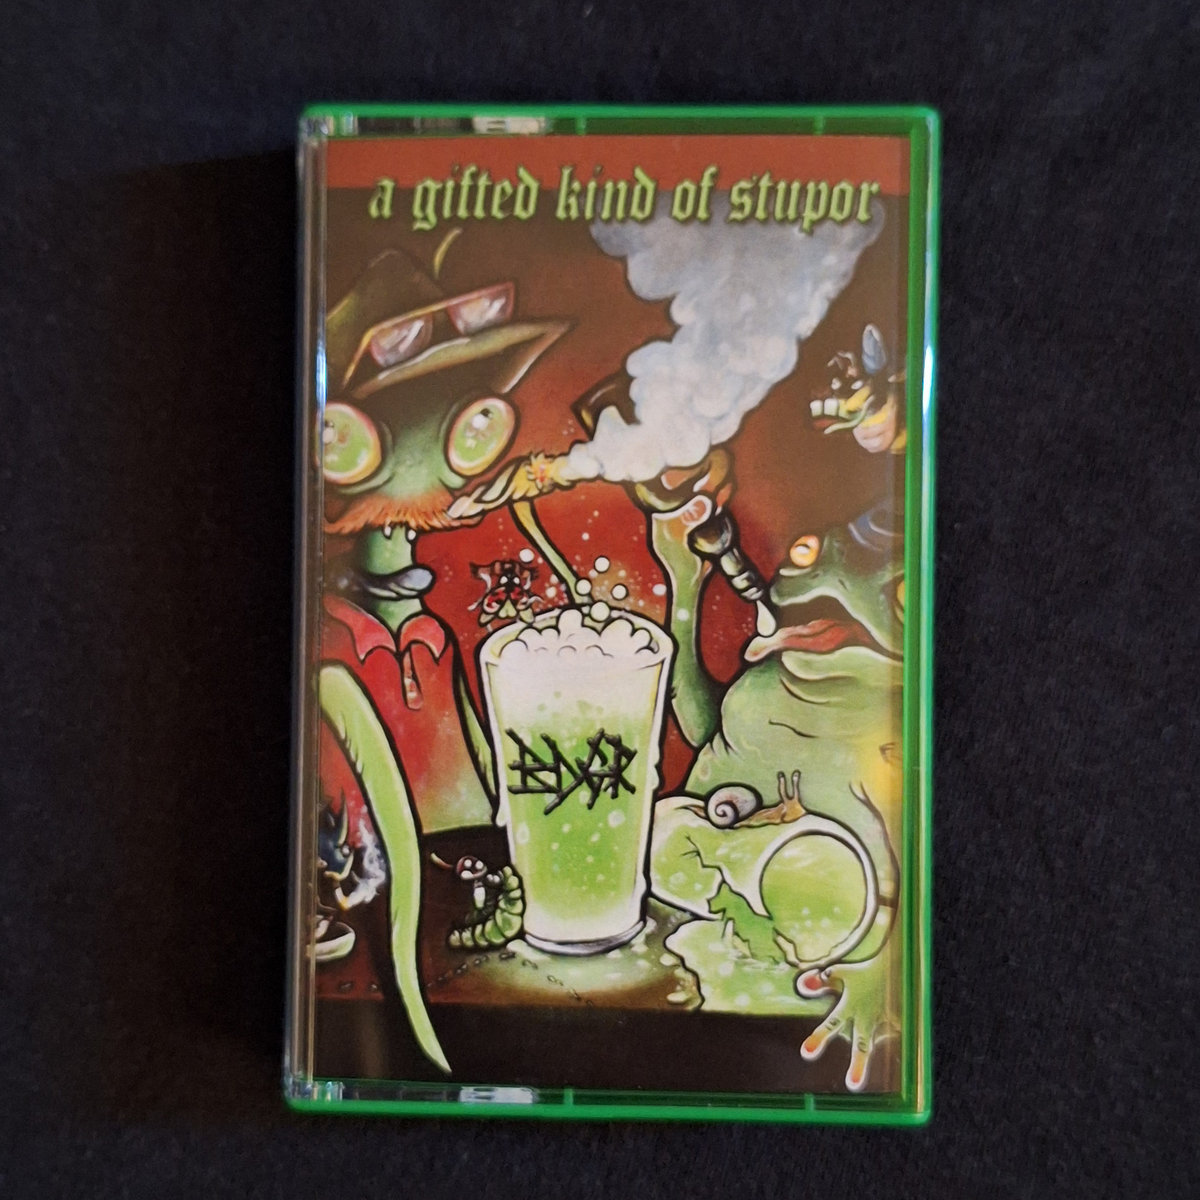 a gifted kind of stupor